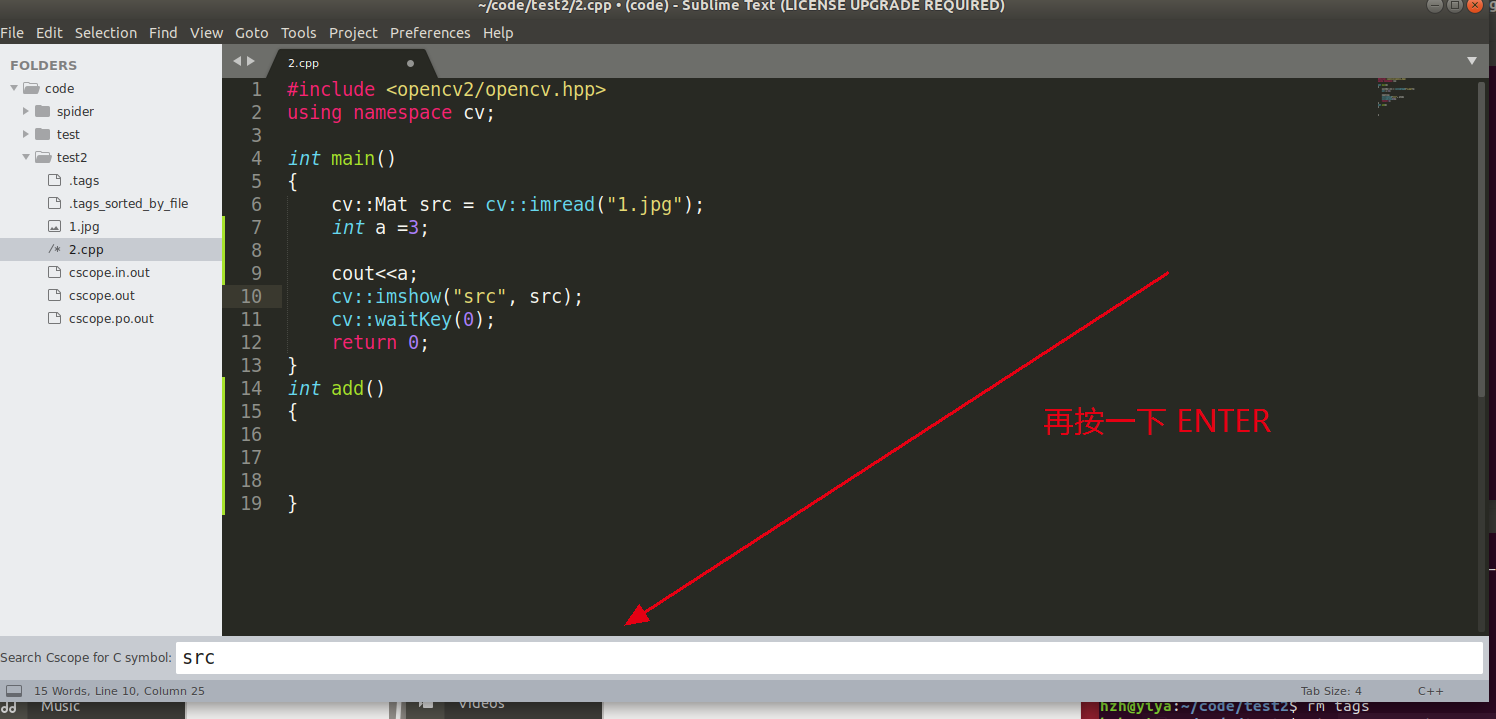 ~/code/test2/2.cpp • (code) - Sublime Text (LICENSE UPGRADE REQUIRED)
File Edit Selection Find View Goto Tools Project Preferences Help
FOLDERS
code
spider
test
test2
.tags
.tags_sorted_by_file
1.jpg
/* 2.cpp
cscope.in.out
cscope.out
cscope.po.out
2.cpp
1 #include <opencv2/opencv.hpp>
2 using namespace cv;
3
4 int main()
5 {
6 cv::Mat src = cv::imread("1.jpg");
7 int a =3;
8
9 cout<<a;
10 cv::imshow("src", src);
11 cv::waitKey(0);
12 return 0;
13 }
14 int add()
15 {
16
17
18
19 }
再按一下 ENTER
Search Cscope for C symbol: src
15 Words, Line 10, Column 25 Tab Size: 4 C++
Music Videos
hzh@yiya:~/code/test2$ rm tags